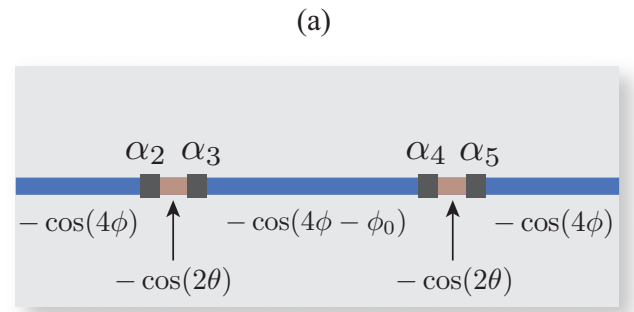 (a)
α₂ α₃ α₄ α₅
− cos(4ϕ) − cos(4ϕ − ϕ₀) − cos(4ϕ)
− cos(2θ) − cos(2θ)